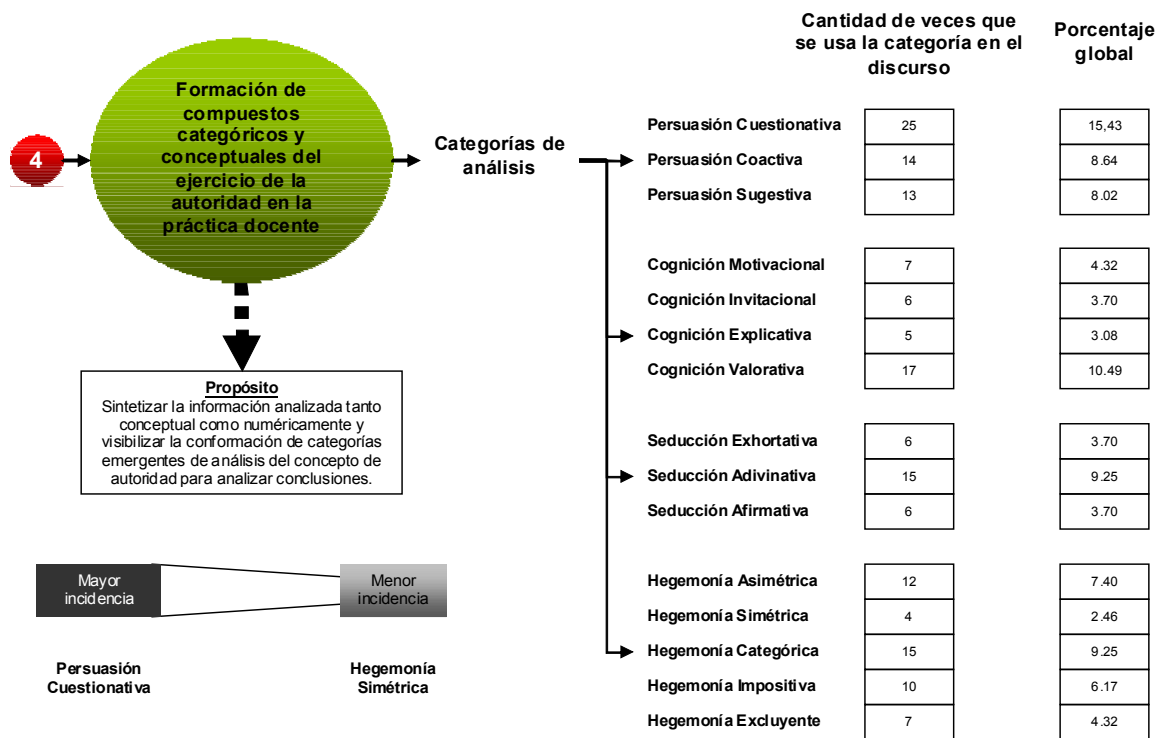 Cantidad de veces que
se usa la categoría en el
discurso
Porcentaje
global
4
Formación de
compuestos
categóricos y
conceptuales del
ejercicio de la
autoridad en la
práctica docente
Categorías de
análisis
Persuasión Cuestionativa 25 15,43
Persuasión Coactiva 14 8.64
Persuasión Sugestiva 13 8.02
Cognición Motivacional 7 4.32
Cognición Invitacional 6 3.70
Cognición Explicativa 5 3.08
Cognición Valorativa 17 10.49
Seducción Exhortativa 6 3.70
Seducción Adivinativa 15 9.25
Seducción Afirmativa 6 3.70
Hegemonía Asimétrica 12 7.40
Hegemonía Simétrica 4 2.46
Hegemonía Categórica 15 9.25
Hegemonía Impositiva 10 6.17
Hegemonía Excluyente 7 4.32
Propósito
Sintetizar la información analizada tanto
conceptual como numéricamente y
visibilizar la conformación de categorías
emergentes de análisis del concepto de
autoridad para analizar conclusiones.
Mayor
incidencia
Menor
incidencia
Persuasión
Cuestionativa
Hegemonía
Simétrica